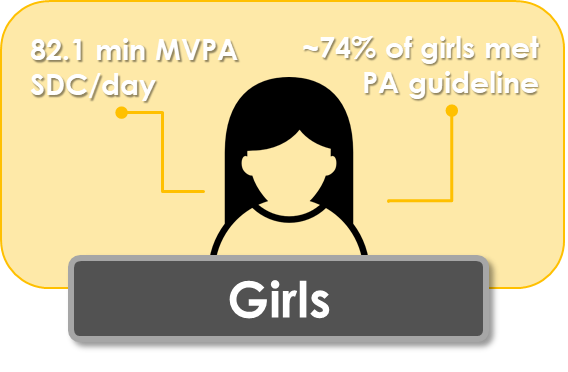 82.1 min MVPA
SDC/day
~74% of girls met
PA guideline
Girls